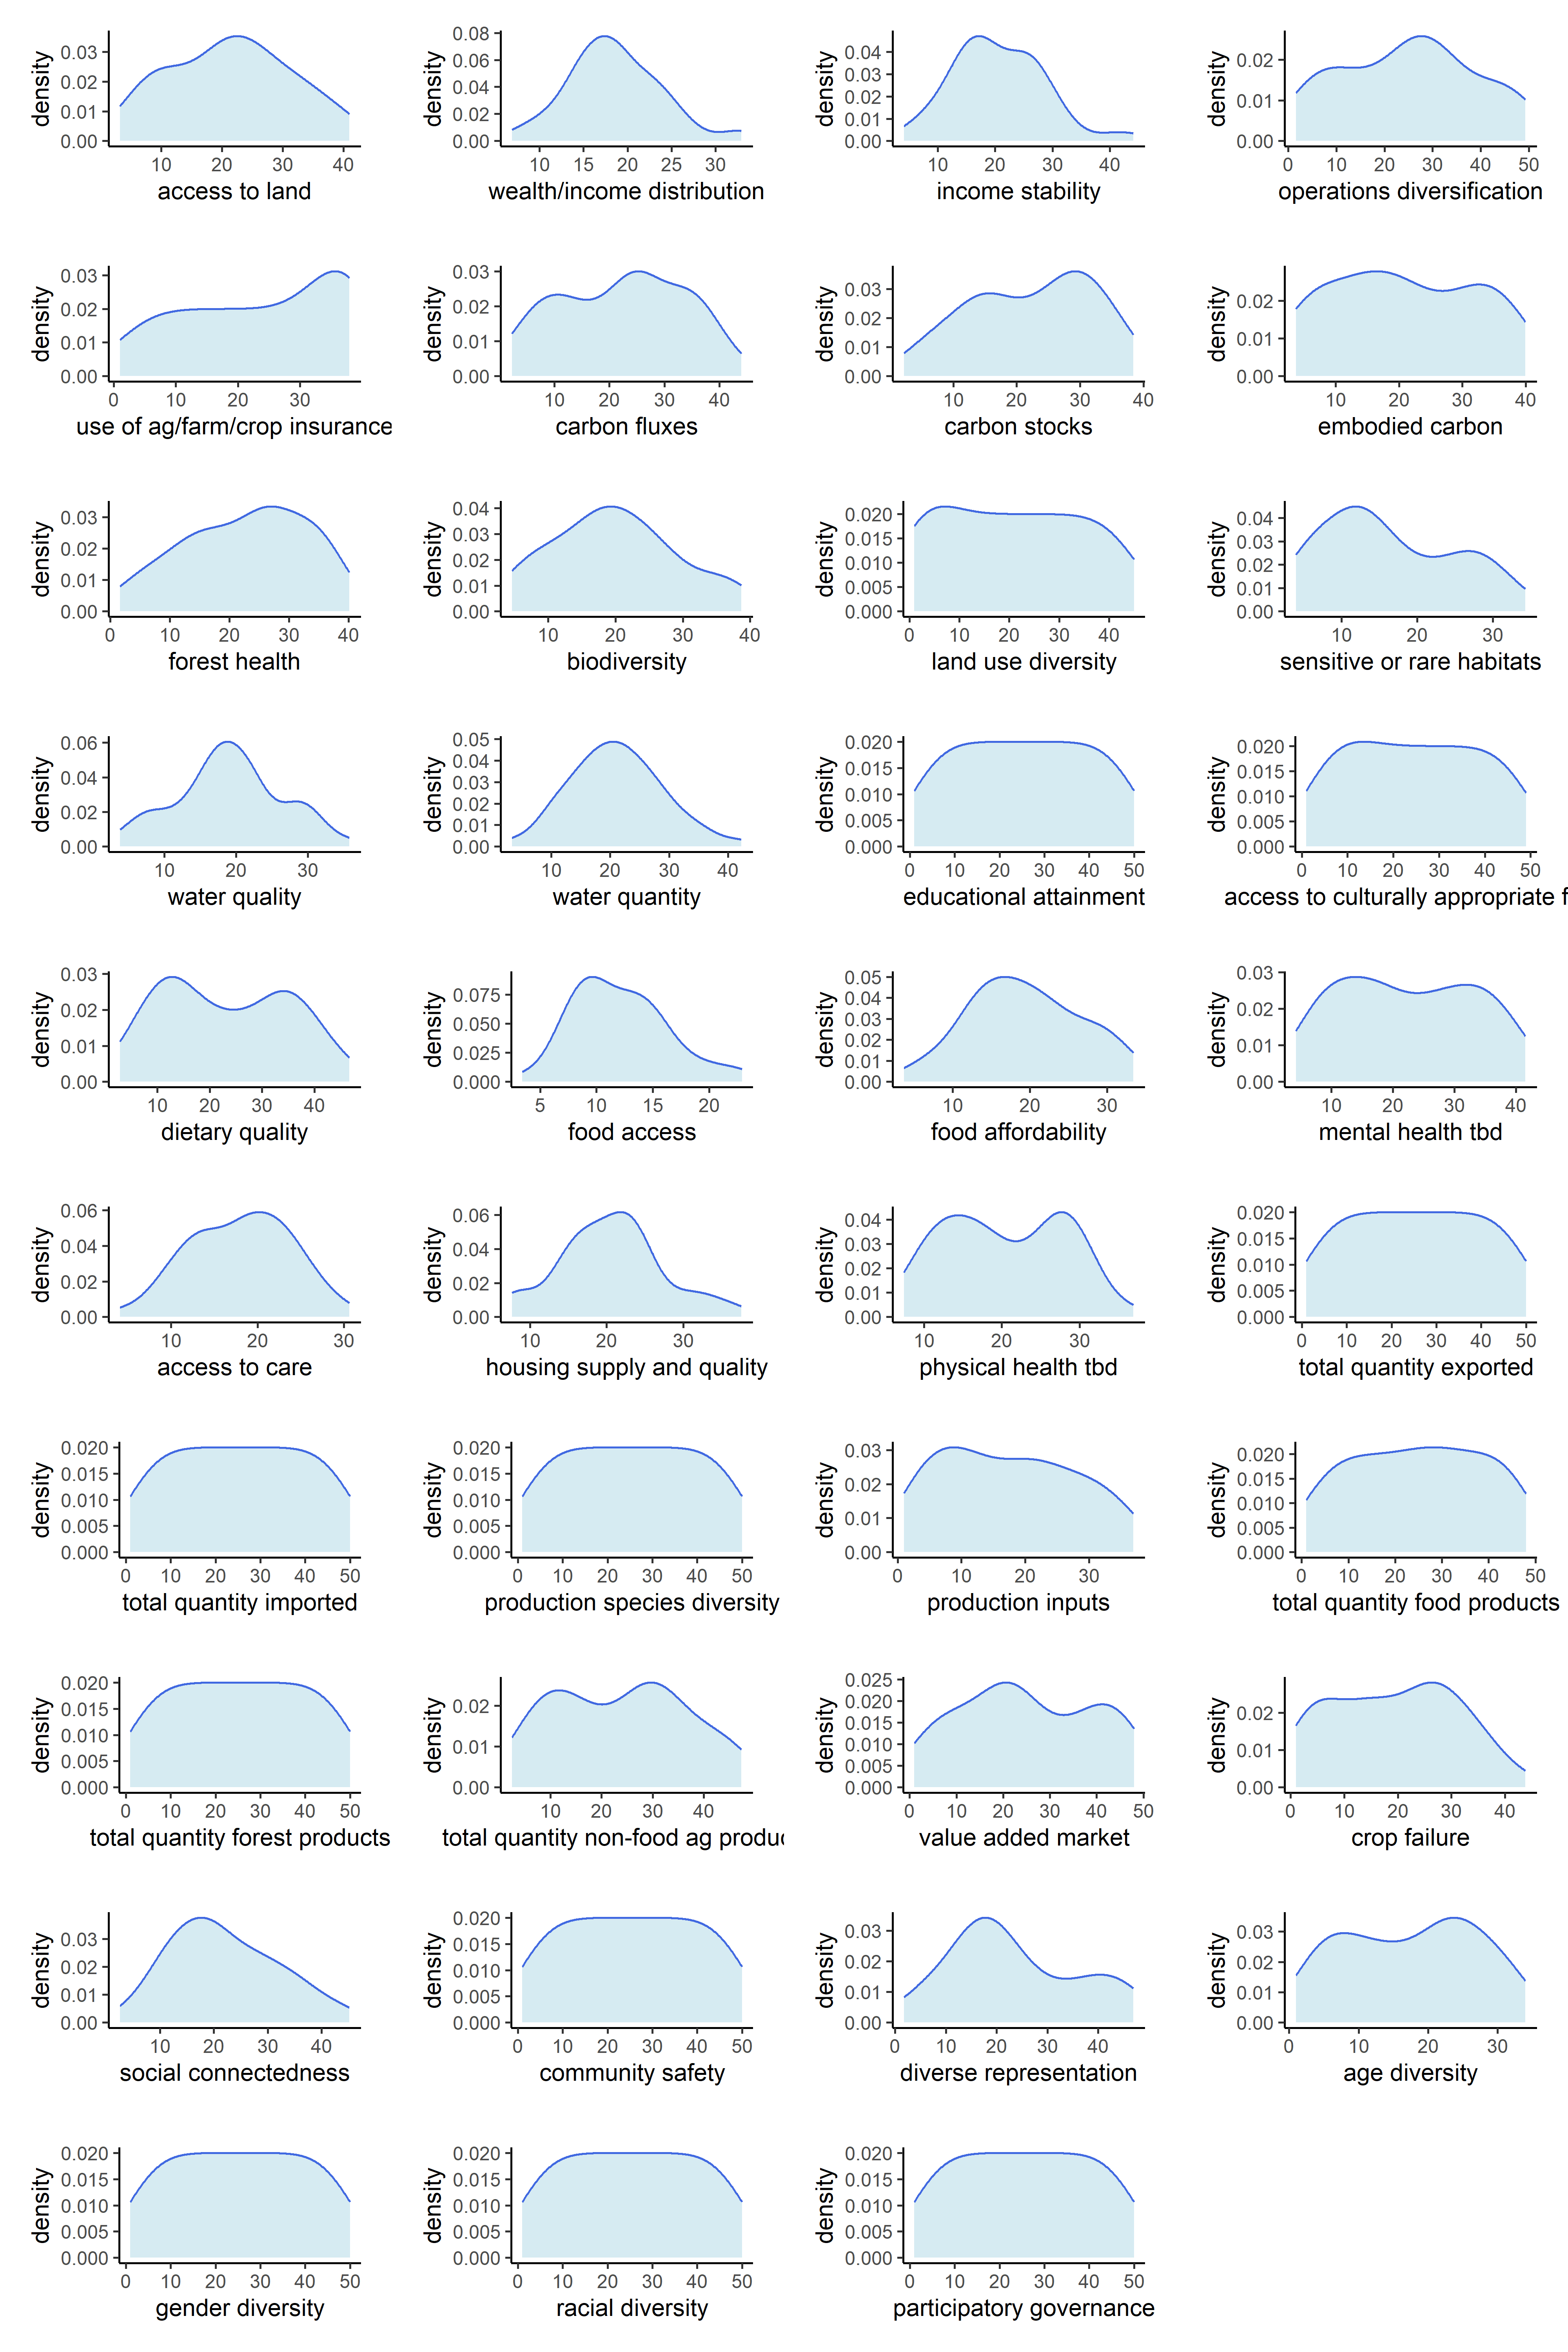 density
0.03
0.02
0.01
0.00
10 20 30 40
access to land
density
0.08
0.06
0.04
0.02
0.00
10 15 20 25 30
wealth/income distribution
density
0.04
0.03
0.02
0.01
0.00
10 20 30 40
income stability
density
0.02
0.01
0.00
0 10 20 30 40 50
operations diversification
density
0.03
0.02
0.01
0.00
0 10 20 30
use of ag/farm/crop insurance
density
0.03
0.02
0.01
0.00
10 20 30 40
carbon fluxes
density
0.03
0.02
0.01
0.00
10 20 30 40
carbon stocks
density
0.02
0.01
0.00
10 20 30 40
embodied carbon
density
0.03
0.02
0.01
0.00
0 10 20 30 40
forest health
density
0.04
0.03
0.02
0.01
0.00
10 20 30 40
biodiversity
density
0.020
0.015
0.010
0.005
0.000
0 10 20 30 40
land use diversity
density
0.04
0.03
0.02
0.01
0.00
10 20 30
sensitive or rare habitats
density
0.06
0.04
0.02
0.00
10 20 30
water quality
density
0.05
0.04
0.03
0.02
0.01
0.00
10 20 30 40
water quantity
density
0.020
0.015
0.010
0.005
0.000
0 10 20 30 40 50
educational attainment
density
0.020
0.015
0.010
0.005
0.000
0 10 20 30 40 50
access to culturally appropriate f
density
0.03
0.02
0.01
0.00
10 20 30 40
dietary quality
density
0.075
0.050
0.025
0.000
5 10 15 20
food access
density
0.05
0.04
0.03
0.02
0.01
0.00
10 20 30
food affordability
density
0.03
0.02
0.01
0.00
10 20 30 40
mental health tbd
density
0.06
0.04
0.02
0.00
10 20 30
access to care
density
0.06
0.04
0.02
0.00
10 20 30
housing supply and quality
density
0.04
0.03
0.02
0.01
0.00
10 20 30
physical health tbd
density
0.020
0.015
0.010
0.005
0.000
0 10 20 30 40 50
total quantity exported
density
0.020
0.015
0.010
0.005
0.000
0 10 20 30 40 50
total quantity imported
density
0.020
0.015
0.010
0.005
0.000
0 10 20 30 40 50
production species diversity
density
0.03
0.02
0.01
0.00
0 10 20 30
production inputs
density
0.020
0.015
0.010
0.005
0.000
0 10 20 30 40 50
total quantity food products
density
0.020
0.015
0.010
0.005
0.000
0 10 20 30 40 50
total quantity forest products
density
0.02
0.01
0.00
10 20 30 40
total quantity non-food ag produc
density
0.025
0.020
0.015
0.010
0.005
0.000
0 10 20 30 40 50
value added market
density
0.02
0.01
0.00
0 10 20 30 40
crop failure
density
0.03
0.02
0.01
0.00
10 20 30 40
social connectedness
density
0.020
0.015
0.010
0.005
0.000
0 10 20 30 40 50
community safety
density
0.03
0.02
0.01
0.00
0 10 20 30 40
diverse representation
density
0.03
0.02
0.01
0.00
0 10 20 30
age diversity
density
0.020
0.015
0.010
0.005
0.000
0 10 20 30 40 50
gender diversity
density
0.020
0.015
0.010
0.005
0.000
0 10 20 30 40 50
racial diversity
density
0.020
0.015
0.010
0.005
0.000
0 10 20 30 40 50
participatory governance